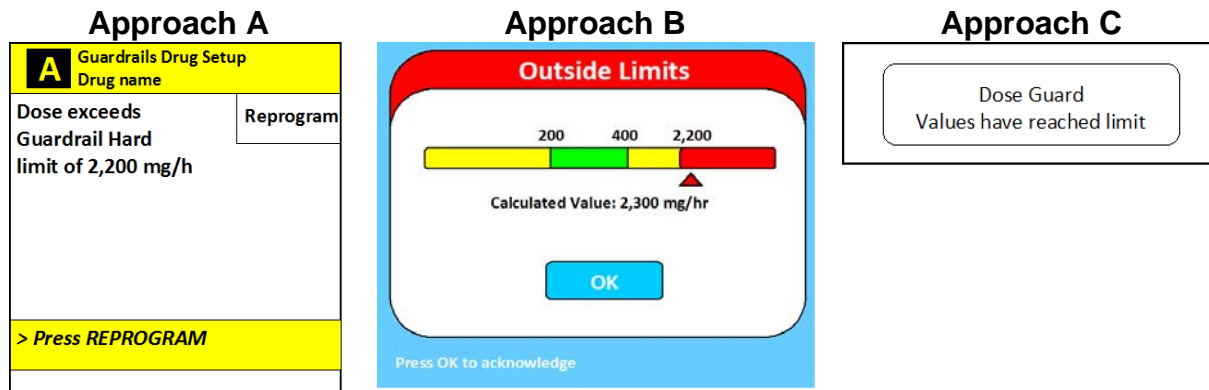 Approach A
A
Guardrails Drug Setup
Drug name
Dose exceeds
Guardrail Hard
limit of 2,200 mg/h
Reprogram
> Press REPROGRAM
Approach B
Outside Limits
200 400 2,200
Calculated Value: 2,300 mg/hr
OK
Press OK to acknowledge
Approach C
Dose Guard
Values have reached limit